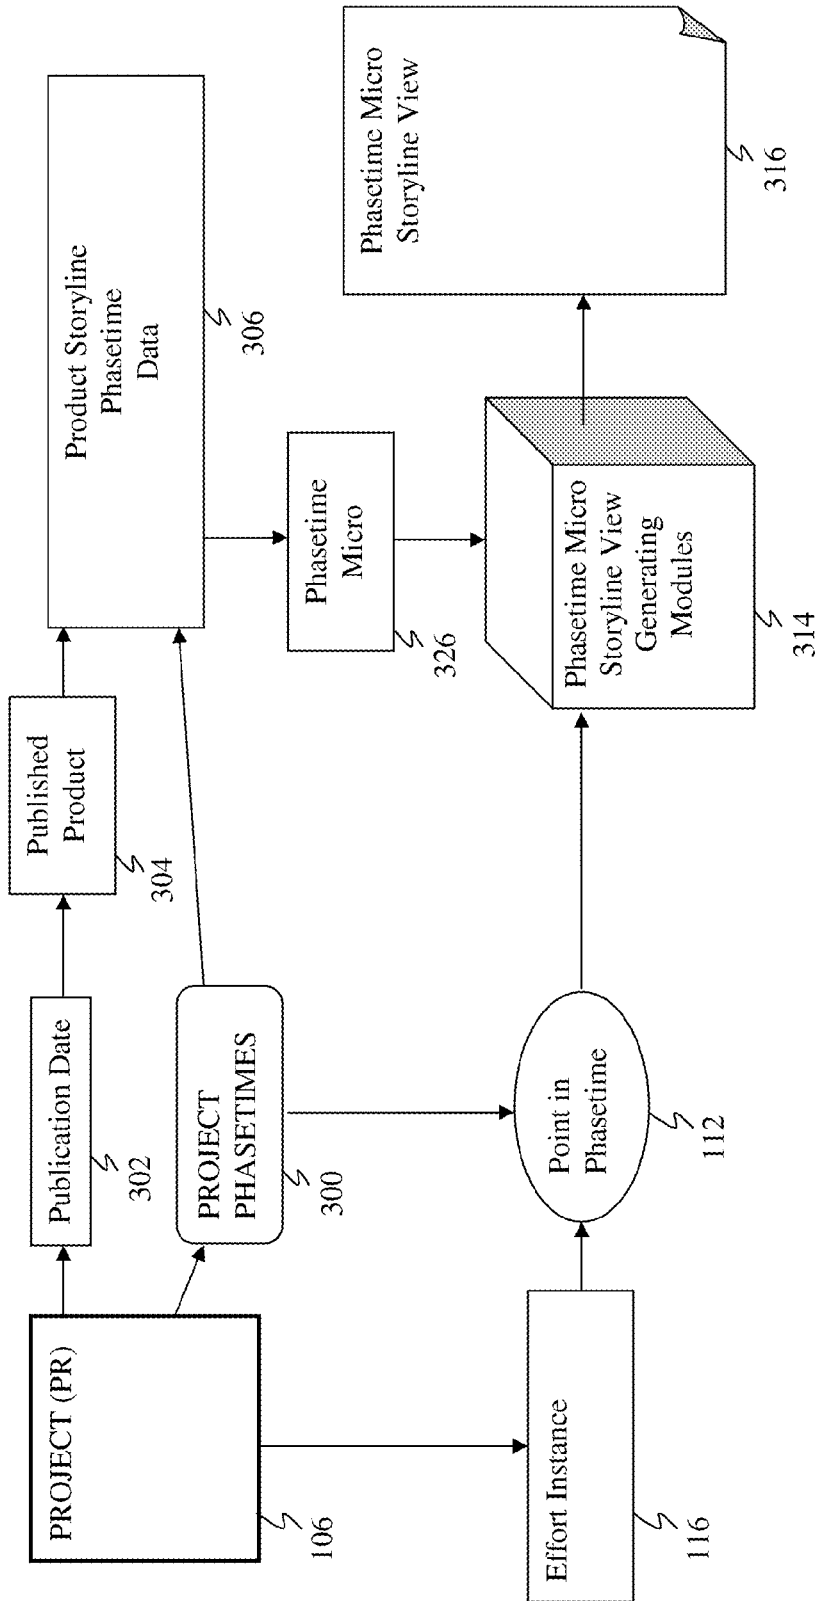 PROJECT (PR)
106
Publication Date
302
Published
Product
304
Product Storyline
Phasetime
Data
306
PROJECT
PHASETIMES
300
Phasetime
Micro
326
Effort Instance
116
Point in
Phasetime
112
Phasetime Micro
Storyline View
Generating
Modules
314
Phasetime Micro
Storyline View
316